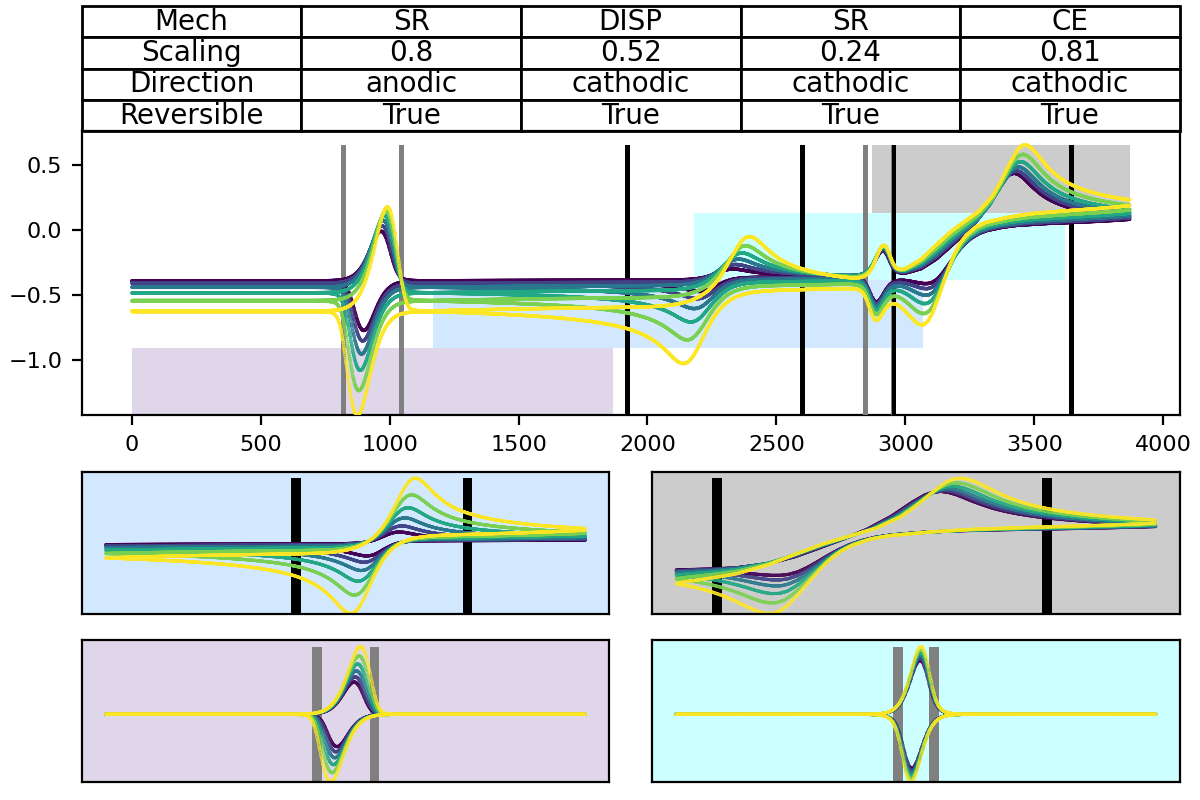 Mech SR DISP SR CE
Scaling 0.8 0.52 0.24 0.81
Direction anodic cathodic cathodic cathodic
Reversible True True True True
0.5
0.0
−0.5
−1.0
0 500 1000 1500 2000 2500 3000 3500 4000